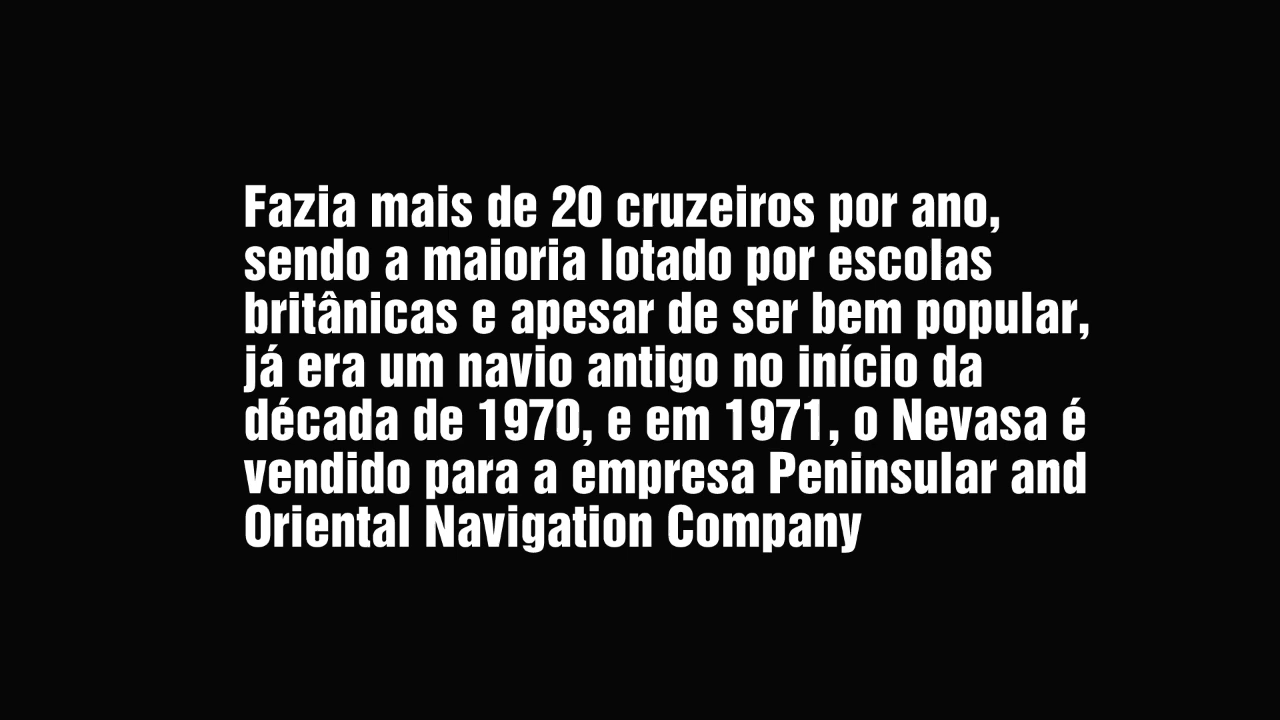 Fazia mais de 20 cruzeiros por ano,
sendo a maioria lotado por escolas
britânicas e apesar de ser bem popular,
já era um navio antigo no início da
década de 1970, e em 1971, o Nevasa é
vendido para a empresa Peninsular and
Oriental Navigation Company